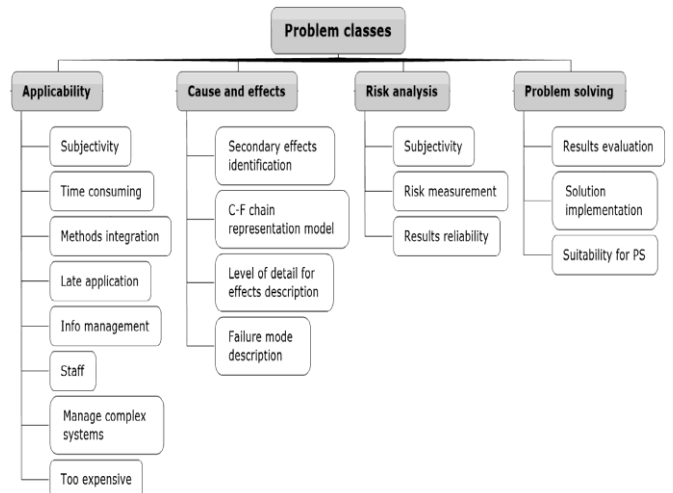 Problem classes
Applicability
Subjectivity
Time consuming
Methods integration
Late application
Info management
Staff
Manage complex
systems
Too expensive
Cause and effects
Secondary effects
identification
C-F chain
representation model
Level of detail for
effects description
Failure mode
description
Risk analysis
Subjectivity
Risk measurement
Results reliability
Problem solving
Results evaluation
Solution
implementation
Suitability for PS